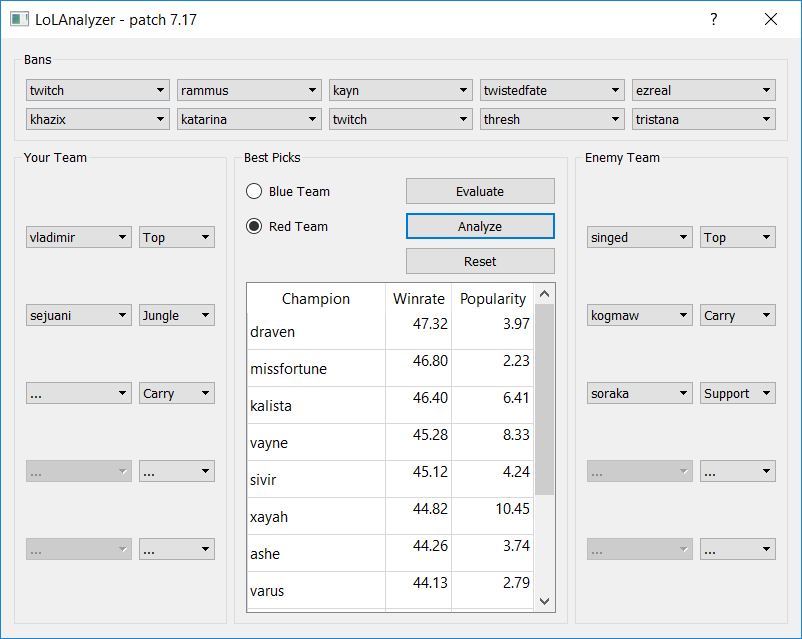 LoLAnalyzer - patch 7.17 ?
Bans
twitch rammus kayn twistedfate ezreal
khazix katarina twitch thresh tristana
Your Team
vladimir Top
sejuani Jungle
... Carry
... ...
... ...
Best Picks
Blue Team Evaluate
Red Team Analyze
Reset
Champion Winrate Popularity
draven 47.32 3.97
missfortune 46.80 2.23
kalista 46.40 6.41
vayne 45.28 8.33
sivir 45.12 4.24
xayah 44.82 10.45
ashe 44.26 3.74
varus 44.13 2.79
Enemy Team
singed Top
kogmaw Carry
soraka Support
... ...
... ...